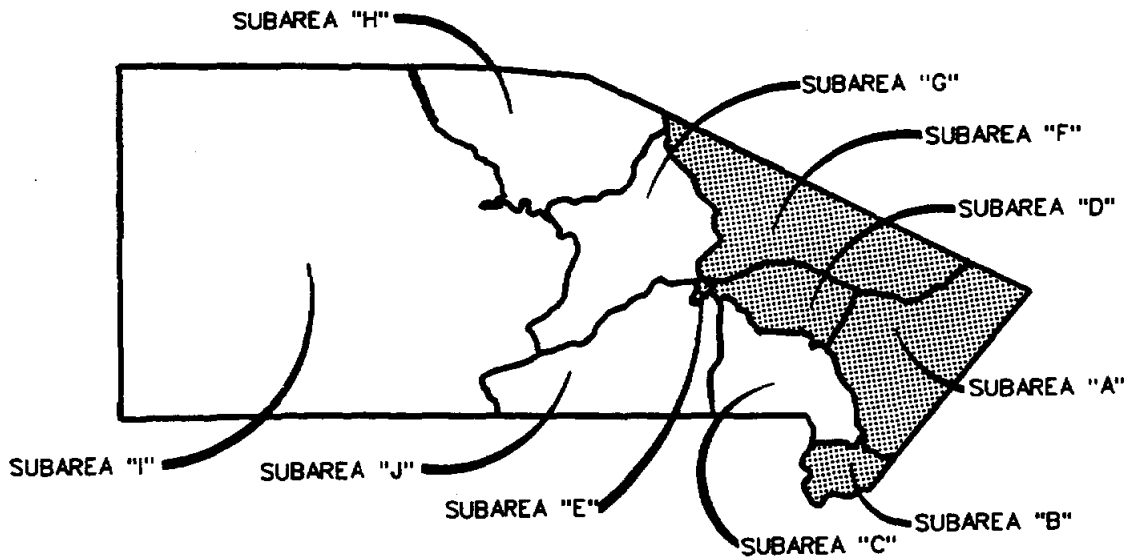 SUBAREA "H"
SUBAREA "G"
SUBAREA "F"
SUBAREA "D"
SUBAREA "A"
SUBAREA "I"
SUBAREA "J"
SUBAREA "E"
SUBAREA "B"
SUBAREA "C"